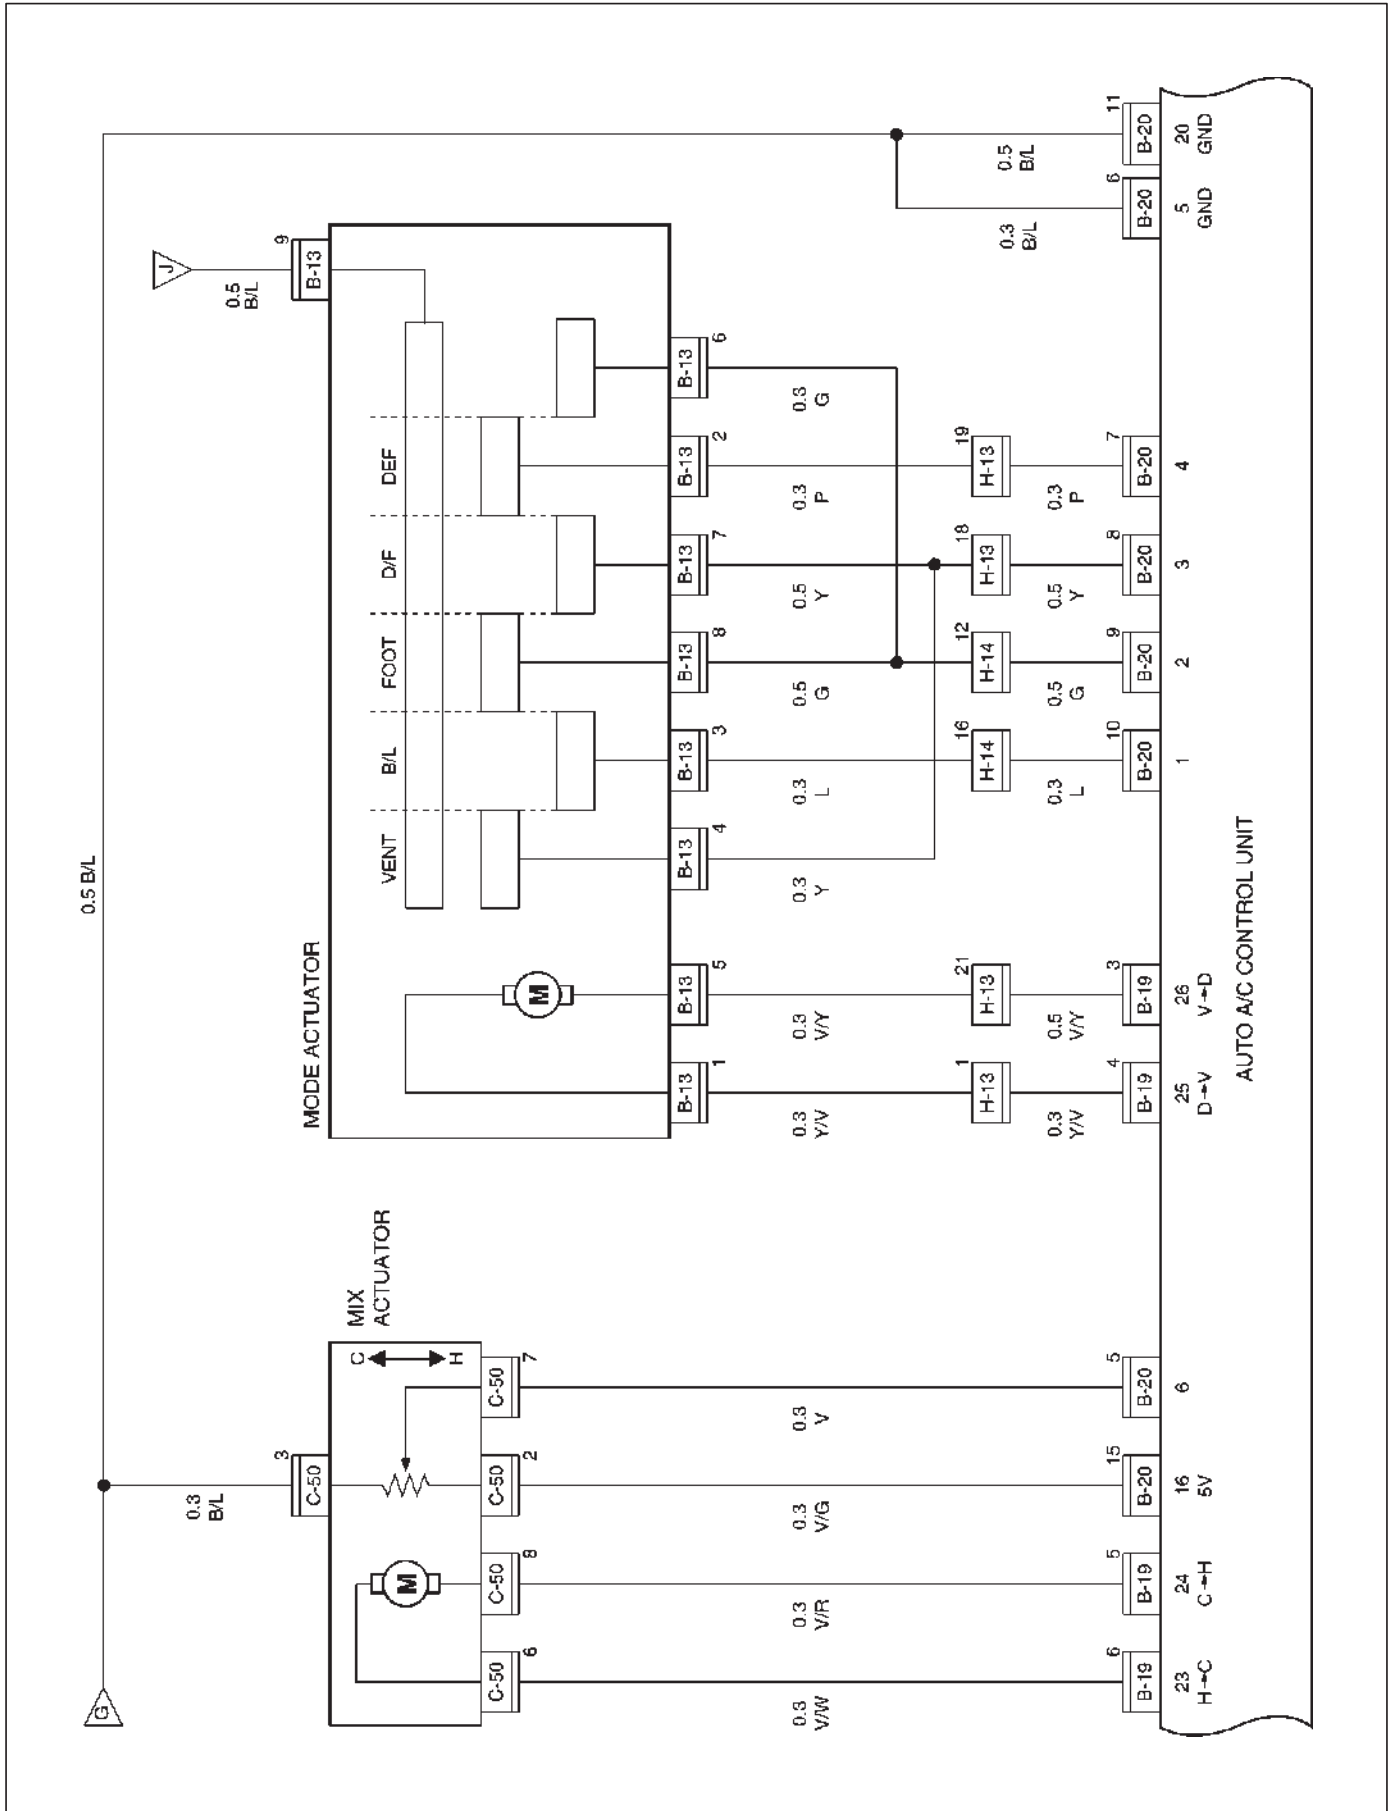 0.5 B/L
G
J
0.3
B/L
0.5
B/L
3
9
C-50
B-13
MIX
ACTUATOR
C
H
M
MODE ACTUATOR
VENT
B/L
FOOT
D/F
DEF
M
C-50
C-50
C-50
C-50
6
8
2
7
B-13
B-13
B-13
B-13
B-13
B-13
B-13
B-13
1
5
4
3
8
7
2
6
0.3
V/W
0.3
V/R
0.3
V/G
0.3
V
0.3
Y/V
0.3
V/Y
0.3
Y
0.3
L
0.5
G
0.5
Y
0.3
P
0.3
G
1
21
16
12
18
19
H-13
H-13
H-14
H-14
H-13
H-13
0.3
Y/V
0.5
V/Y
0.3
L
0.5
G
0.5
Y
0.3
P
0.3
B/L
0.5
B/L
6
5
15
5
4
3
10
9
8
7
6
11
B-19
B-19
B-20
B-20
B-19
B-19
B-20
B-20
B-20
B-20
B-20
B-20
23
H→C
24
C→H
16
5V
6
25
D→V
26
V→D
1
2
3
4
5
GND
20
GND
AUTO A/C CONTROL UNIT